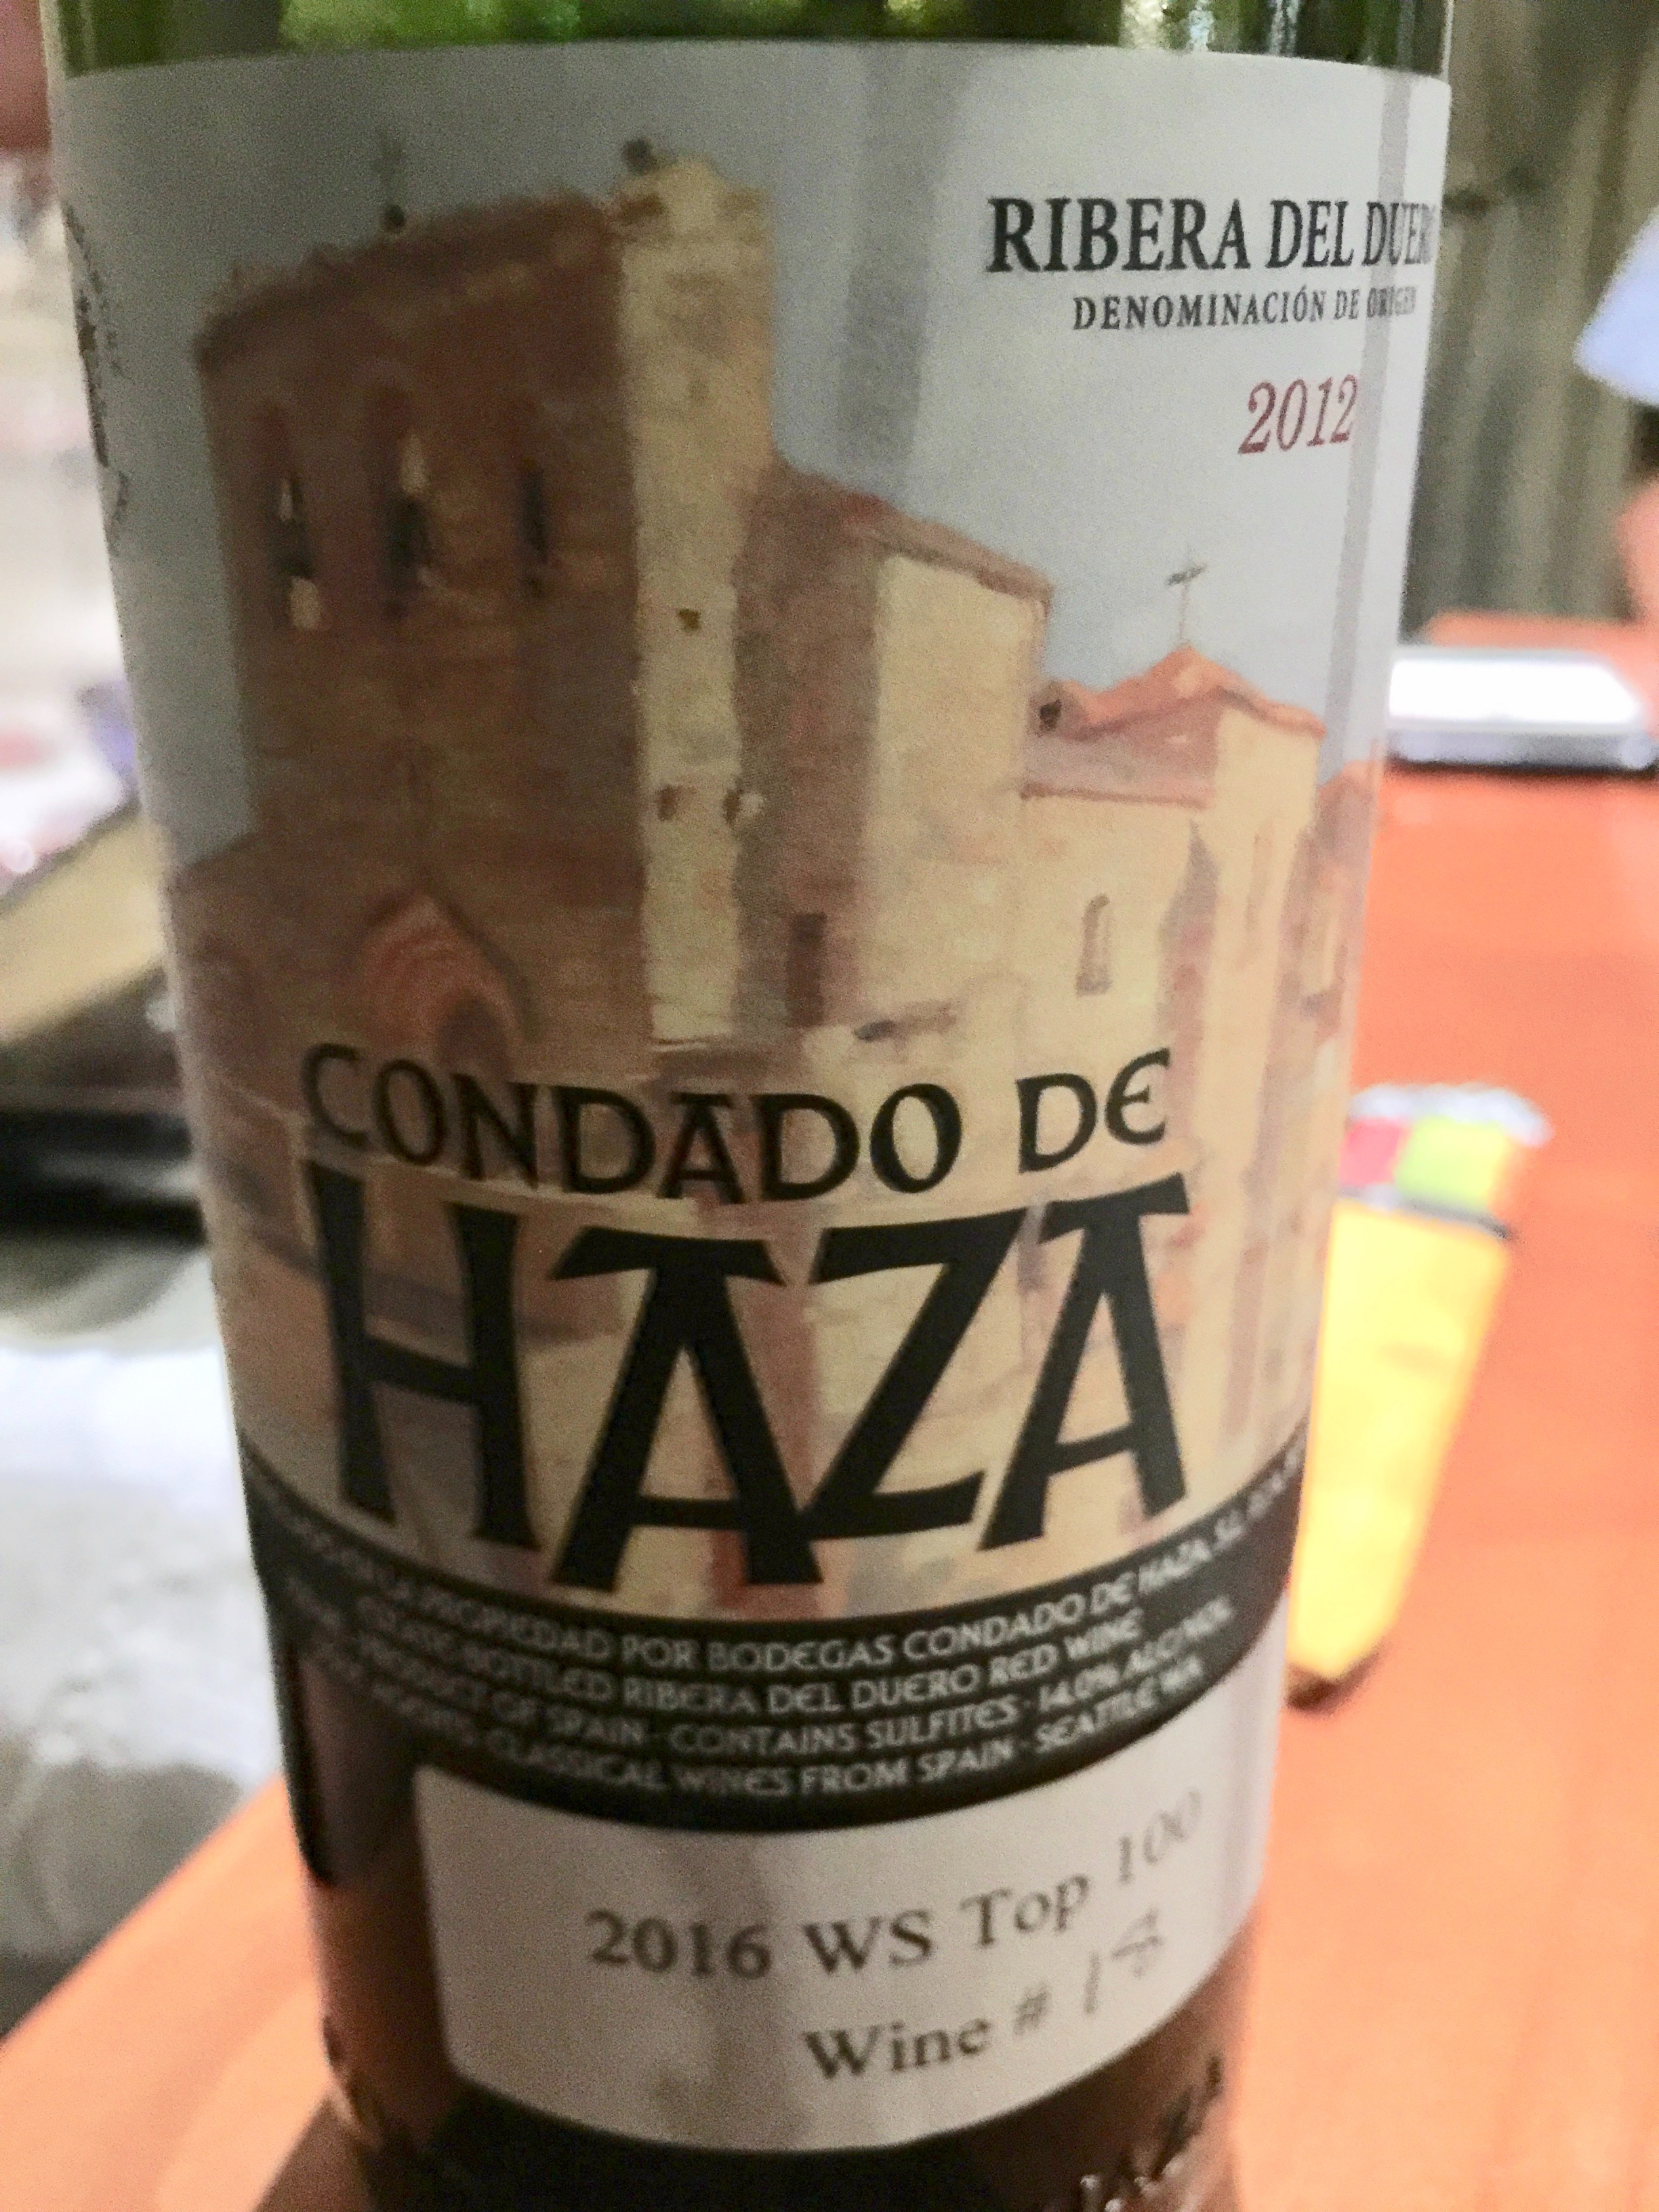 RIBERA DEL DUERO
DENOMINACIÓN DE ORIGEN
2012
CONDADO DE
HAZA
PROPIEDAD POR BODEGAS CONDADO DE HAZA, S.L.
BOTTLED RIBERA DEL DUERO RED WINE
PRODUCT OF SPAIN · CONTAINS SULFITES · 14.0% ALCOHOL
CLASSICAL WINES FROM SPAIN · SEATTLE WA
2016 WS Top 100
Wine #